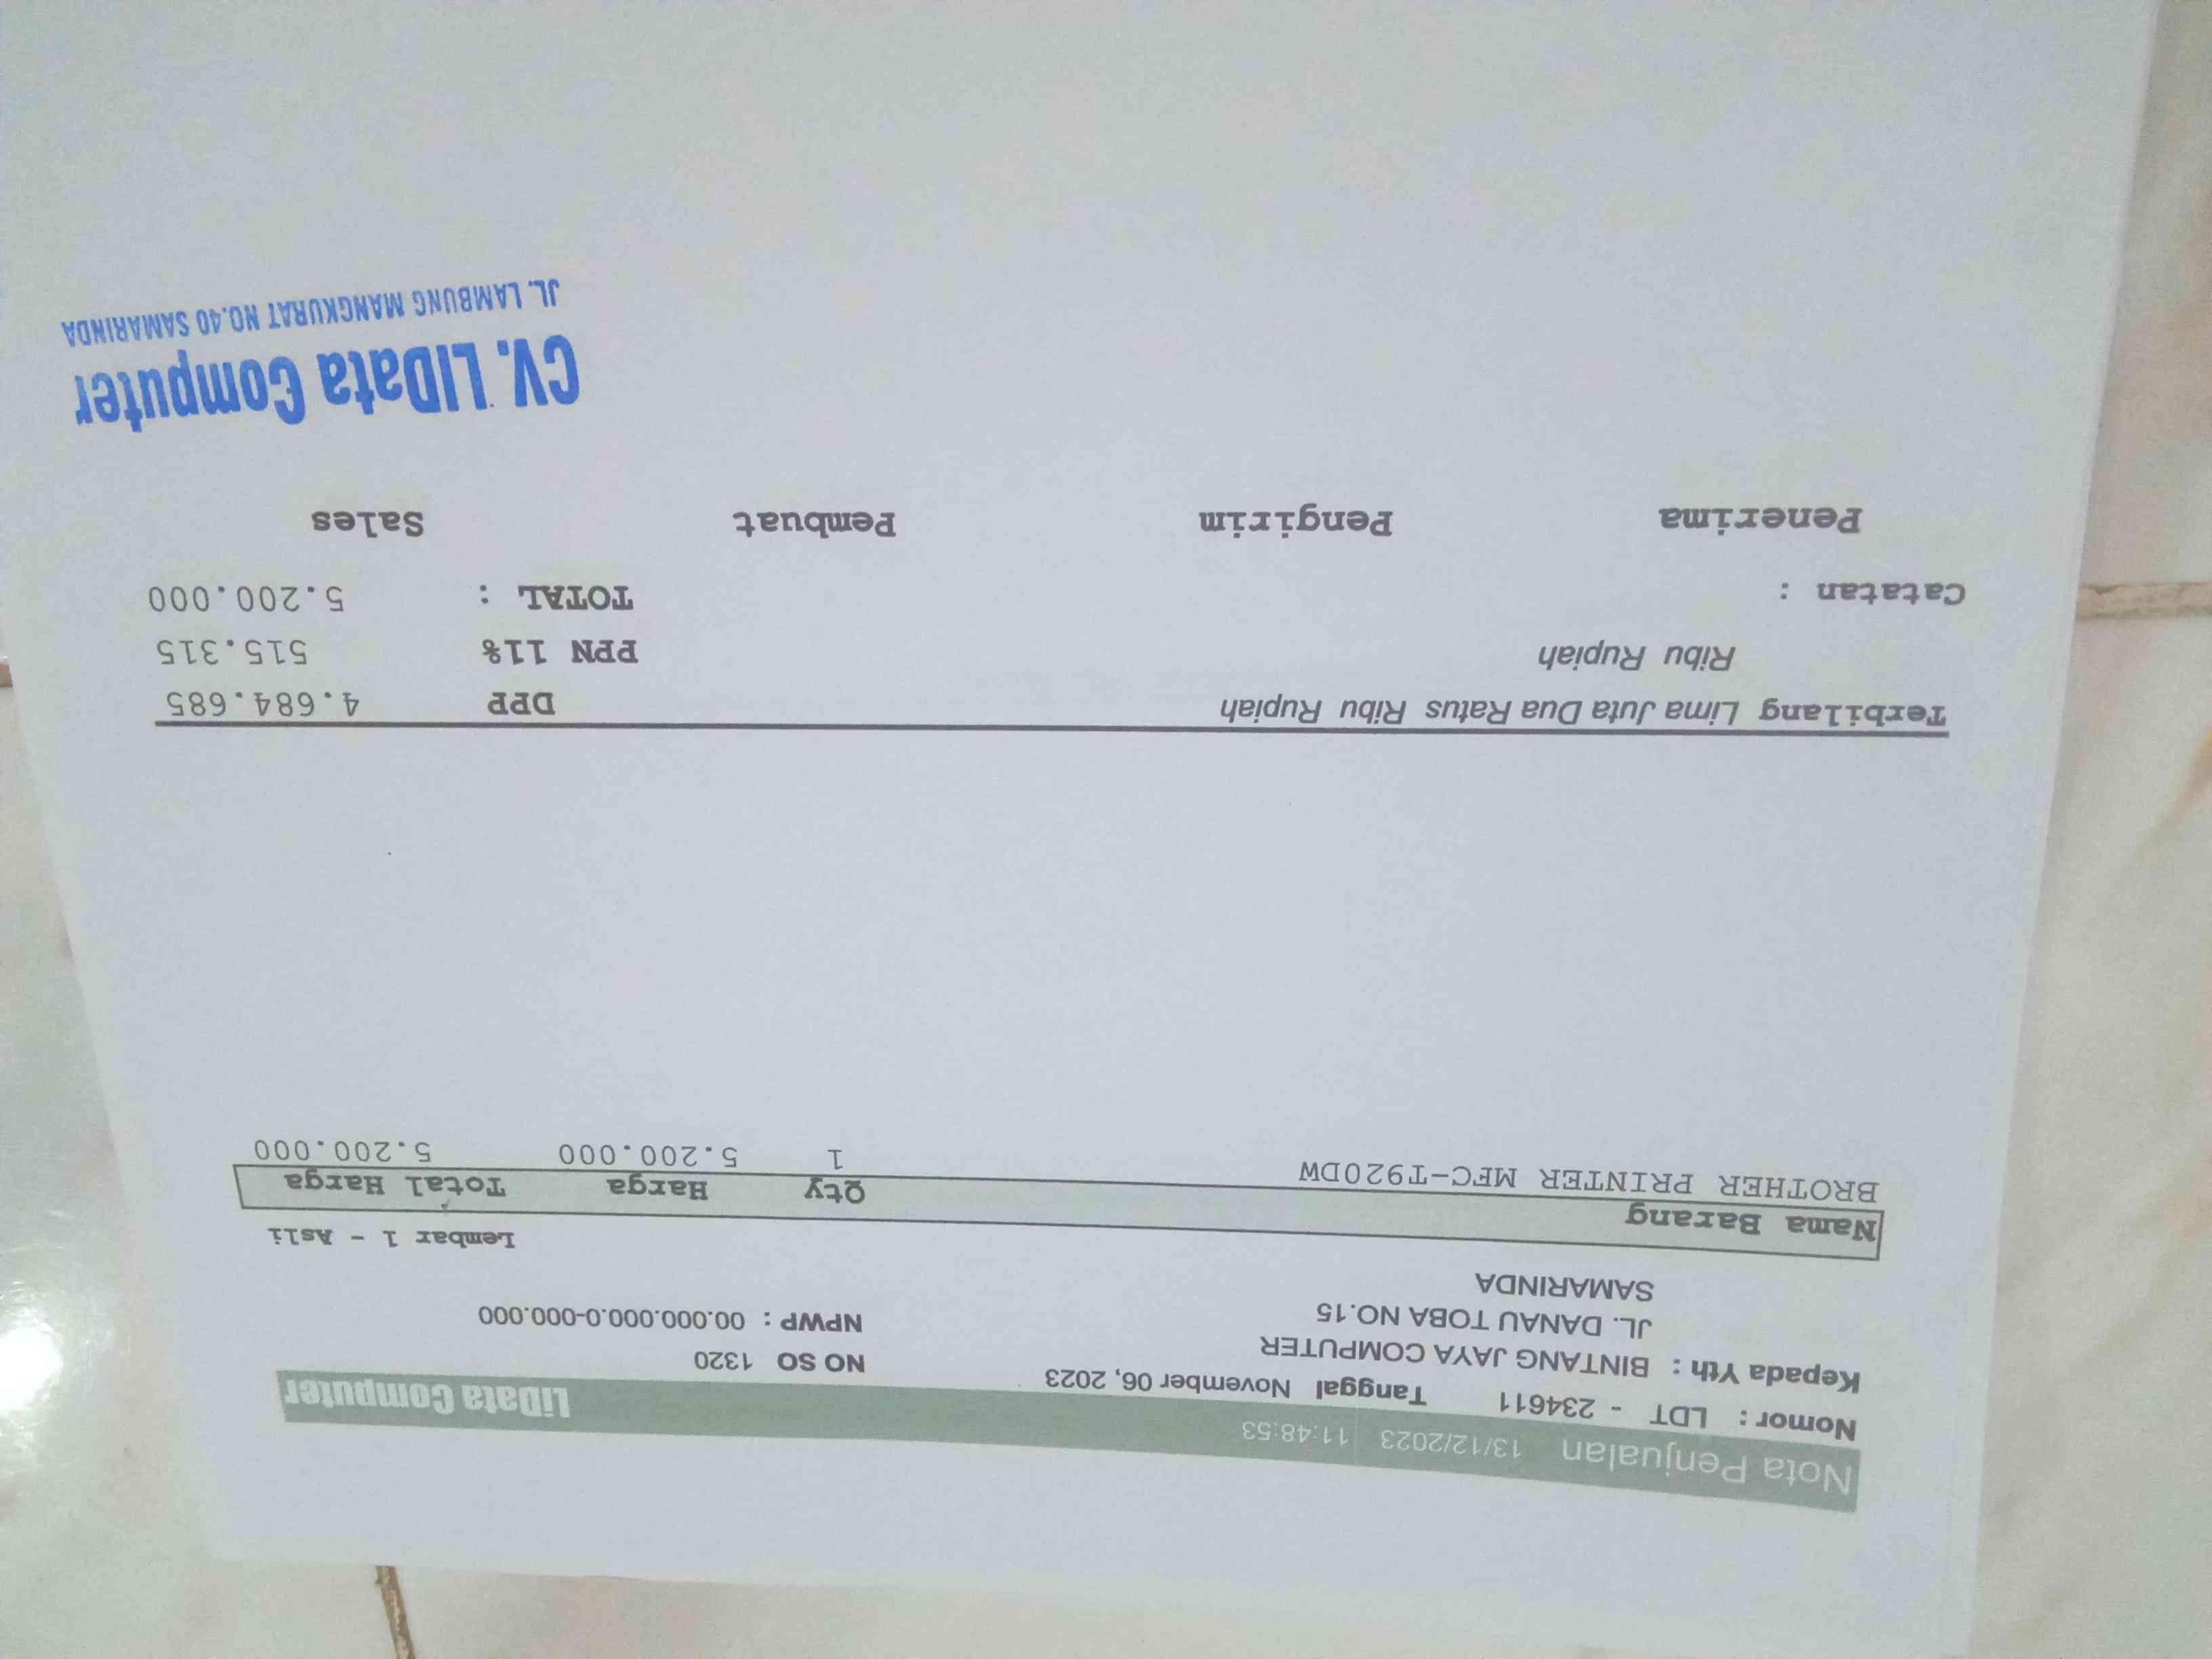 Nota Penjualan 13/12/2023 11:48:53 LiData Computer
Nomor : LDT - 234611 Tanggal November 06, 2023 NO SO 1320
Kepada Yth : BINTANG JAYA COMPUTER NPWP : 00.000.000.0-000.000
JL. DANAU TOBA NO.15
SAMARINDA
Lembar 1 - Asli
Nama Barang Qty Harga Total Harga
BROTHER PRINTER MFC-T920DW 1 5.200.000 5.200.000
Terbilang Lima Juta Dua Ratus Ribu Rupiah DPP 4.684.685
Ribu Rupiah PPN 11% 515.315
Catatan : TOTAL : 5.200.000
Penerima Pengirim Pembuat Sales
CV. LIData Computer
JL. LAMBUNG MANGKURAT NO.40 SAMARINDA